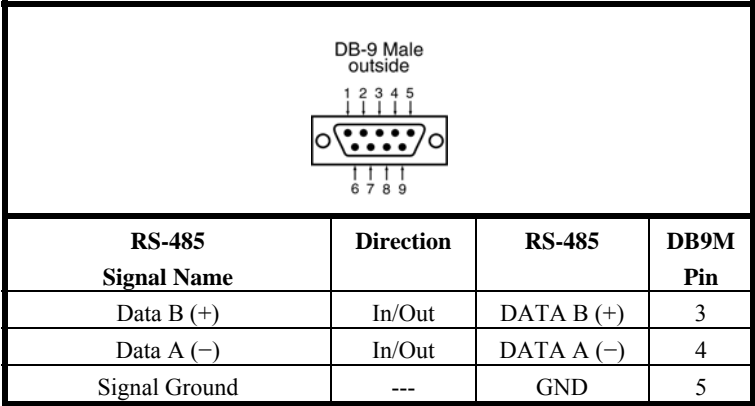 DB-9 Male
outside
1 2 3 4 5
6 7 8 9
RS-485 Signal Name Direction RS-485 DB9M Pin
Data B (+) In/Out DATA B (+) 3
Data A (−) In/Out DATA A (−) 4
Signal Ground --- GND 5